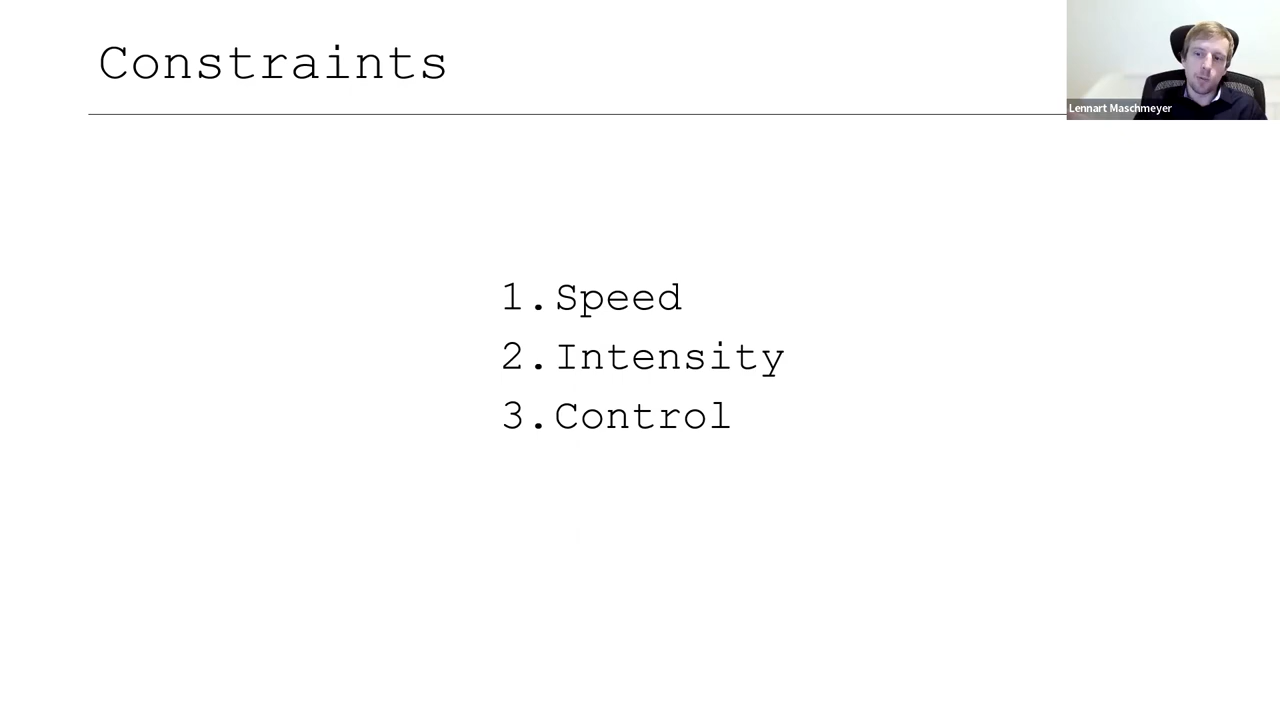 Constraints
Lennart Maschmeyer
1.Speed
2.Intensity
3.Control